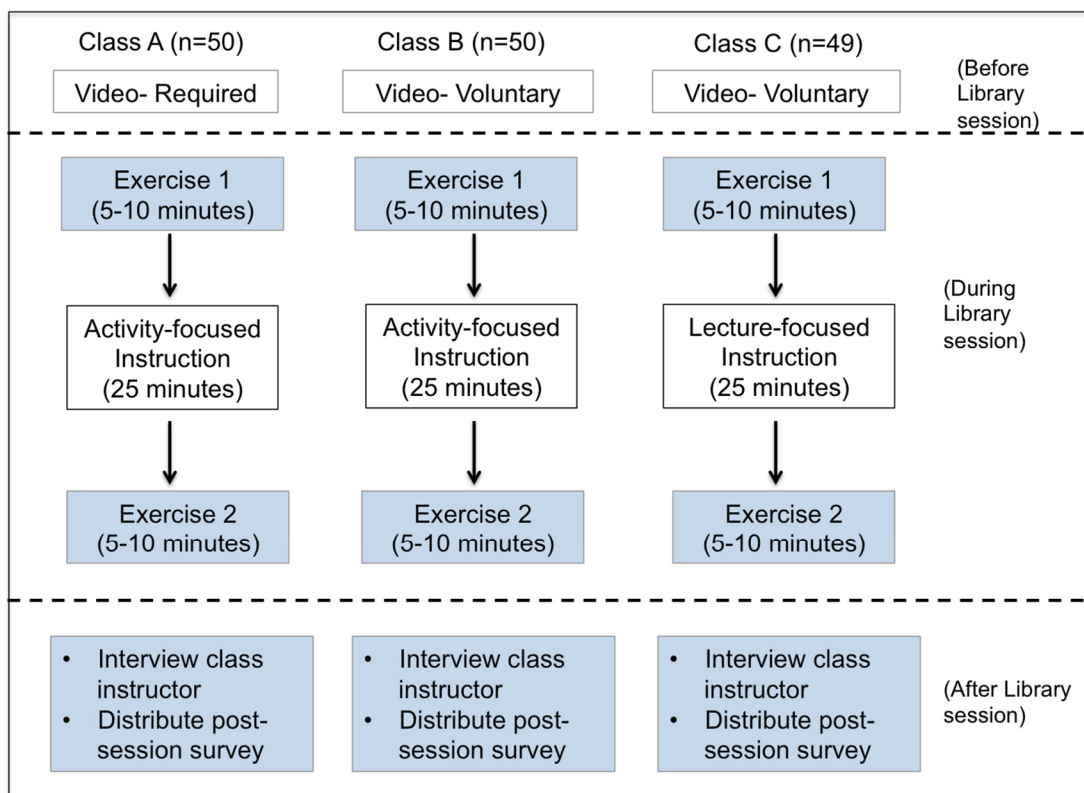 Class A (n=50)
Class B (n=50)
Class C (n=49)
Video- Required
Video- Voluntary
Video- Voluntary
(Before
Library
session)
Exercise 1
(5-10 minutes)
Exercise 1
(5-10 minutes)
Exercise 1
(5-10 minutes)
Activity-focused
Instruction
(25 minutes)
Activity-focused
Instruction
(25 minutes)
Lecture-focused
Instruction
(25 minutes)
(During
Library
session)
Exercise 2
(5-10 minutes)
Exercise 2
(5-10 minutes)
Exercise 2
(5-10 minutes)
• Interview class
instructor
• Distribute post-
session survey
• Interview class
instructor
• Distribute post-
session survey
• Interview class
instructor
• Distribute post-
session survey
(After Library
session)